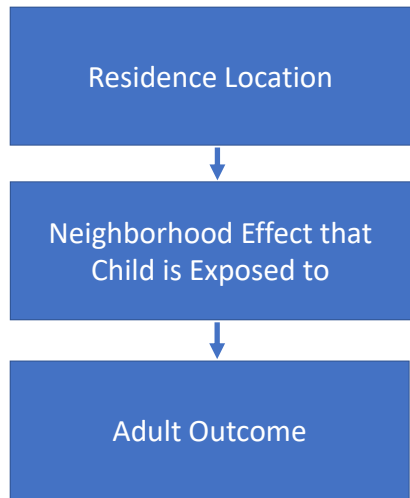 Residence Location
Neighborhood Effect that
Child is Exposed to
Adult Outcome